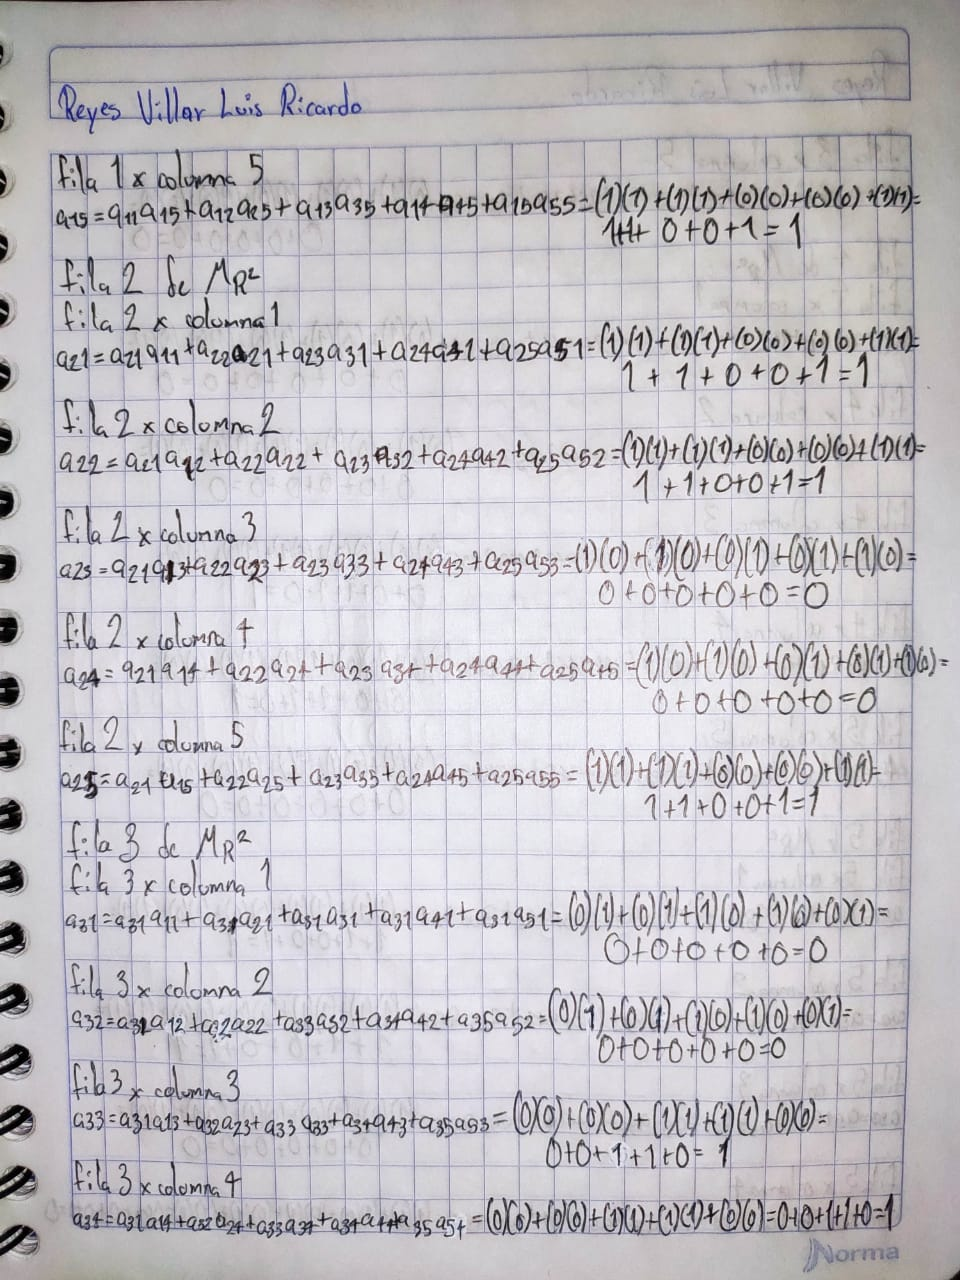 Reyes Villar Luis Ricardo
fila 1 x columna 5
a15 = a11a15 + a12a25 + a13a35 + a14a45 + a15a55 = (1)(1) + (1)(1) + (0)(0) + (0)(0) + (1)(1) =
1+1+ 0+0+1 = 1
fila 2 de MR²
fila 2 x columna 1
a21 = a21a11 + a22a21 + a23a31 + a24a41 + a25a51 = (1)(1) + (1)(1) + (0)(0) + (0)(0) + (1)(1) =
1 + 1 + 0 + 0 + 1 = 1
fila 2 x columna 2
a22 = a21a12 + a22a22 + a23a32 + a24a42 + a25a52 = (1)(1) + (1)(1) + (0)(0) + (0)(0) + (1)(1) =
1 + 1 + 0 + 0 + 1 = 1
fila 2 x columna 3
a23 = a21a13 + a22a23 + a23a33 + a24a43 + a25a53 = (1)(0) + (1)(0) + (0)(1) + (0)(1) + (1)(0) =
0 + 0 + 0 + 0 + 0 = 0
fila 2 x columna 4
a24 = a21a14 + a22a24 + a23a34 + a24a44 + a25a45 = (1)(0) + (1)(0) + (0)(1) + (0)(1) + (1)(0) =
0 + 0 + 0 + 0 + 0 = 0
fila 2 x columna 5
a25 = a21a15 + a22a25 + a23a35 + a24a45 + a25a55 = (1)(1) + (1)(1) + (0)(0) + (0)(0) + (1)(1) =
1 + 1 + 0 + 0 + 1 = 1
fila 3 de MR²
fila 3 x columna 1
a31 = a31a11 + a31a21 + a31a31 + a31a41 + a31a51 = (0)(1) + (0)(1) + (1)(0) + (1)(0) + (0)(1) =
0 + 0 + 0 + 0 = 0
fila 3 x columna 2
a32 = a31a12 + a32a22 + a33a32 + a34a42 + a35a52 = (0)(1) + (0)(1) + (1)(0) + (1)(0) + (0)(1) =
0 + 0 + 0 + 0 + 0 = 0
fila 3 x columna 3
a33 = a31a13 + a32a23 + a33a33 + a34a43 + a35a53 = (0)(0) + (0)(0) + (1)(1) + (1)(1) + (0)(0) =
0 + 0 + 1 + 1 + 0 = 1
fila 3 x columna 4
a34 = a31a14 + a32a24 + a33a34 + a34a44 + a35a54 = (0)(0) + (0)(0) + (1)(1) + (1)(1) + (0)(0) = 0+0+1+1+0=1
Norma